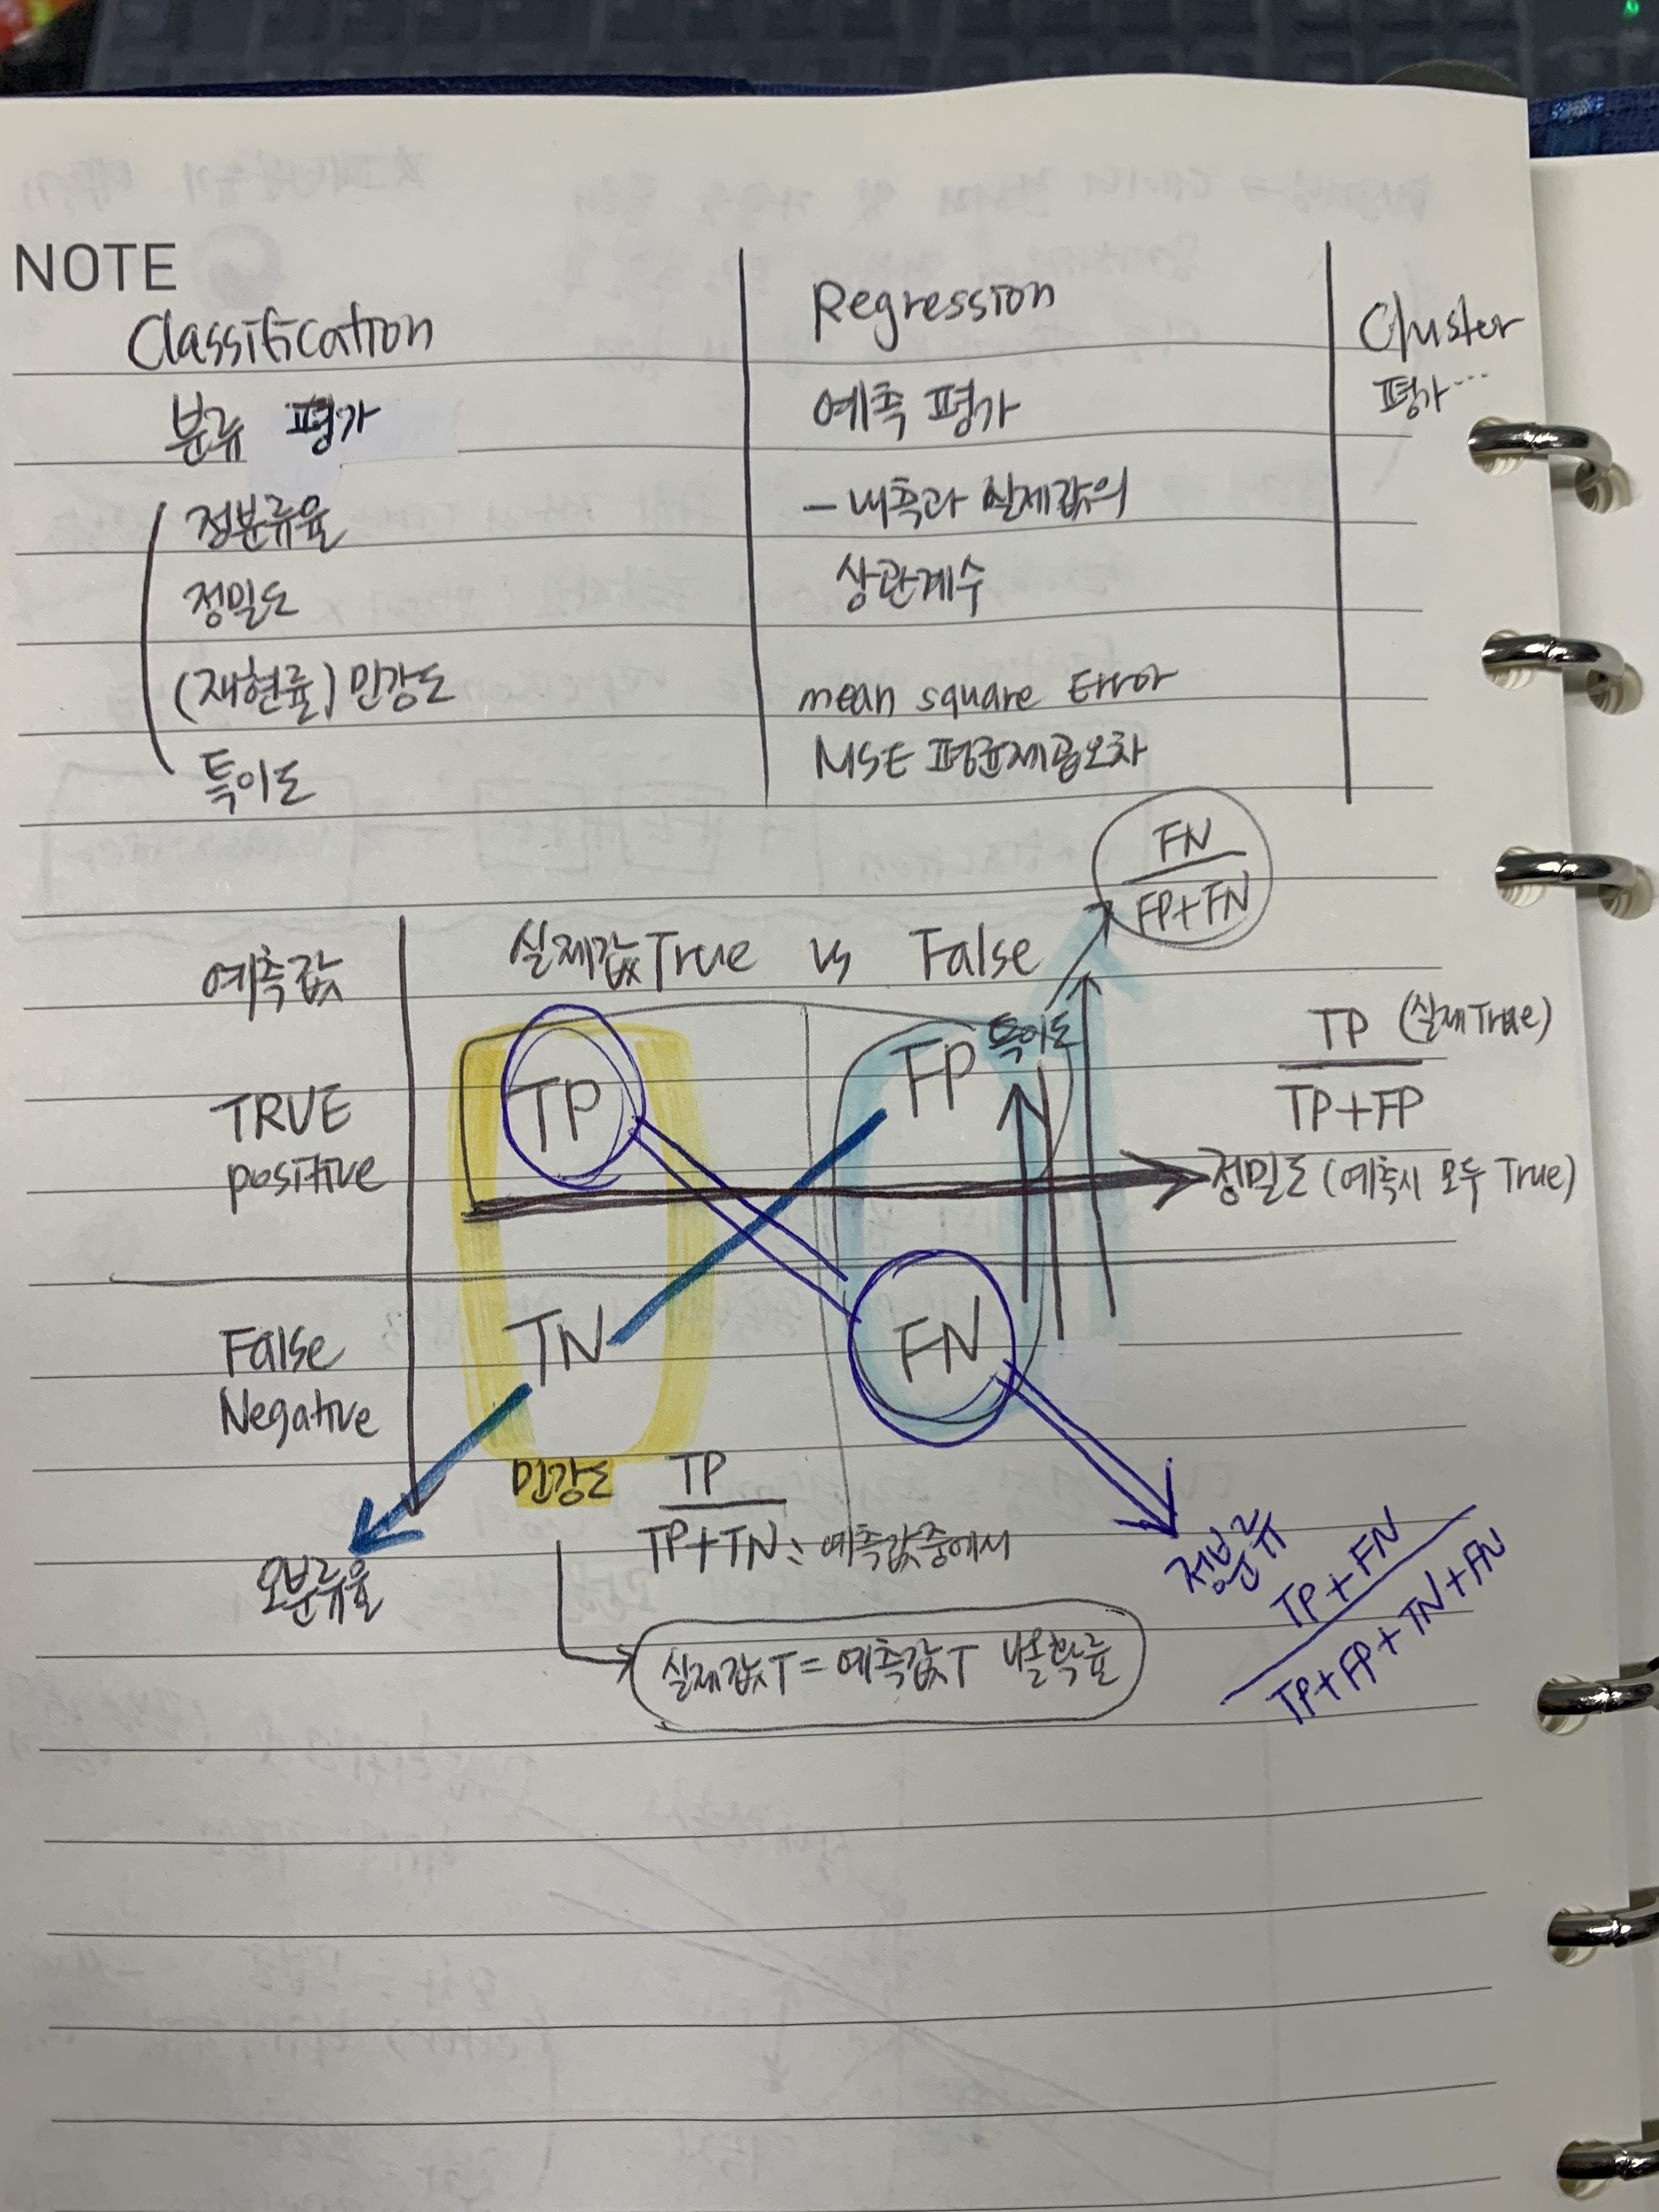 NOTE
Classification
분류 평가
정분류율
정밀도
(재현률) 민감도
특이도
Regression
예측 평가
- 예측과 실제값의
상관계수
mean square Error
MSE 평균제곱오차
Cluster
평가...
FN
FP+FN
예측값
실제값 True vs False
특이도
TP (실제 True)
TP+FP
TRUE
positive
TP
FP
정밀도 (예측시 모두 True)
False
Negative
TN
FN
민감도
TP
TP+TN : 예측값중에서
오분류율
실제값T = 예측값T 나올확률
정분류
TP+FN
TP+FP+TN+FN